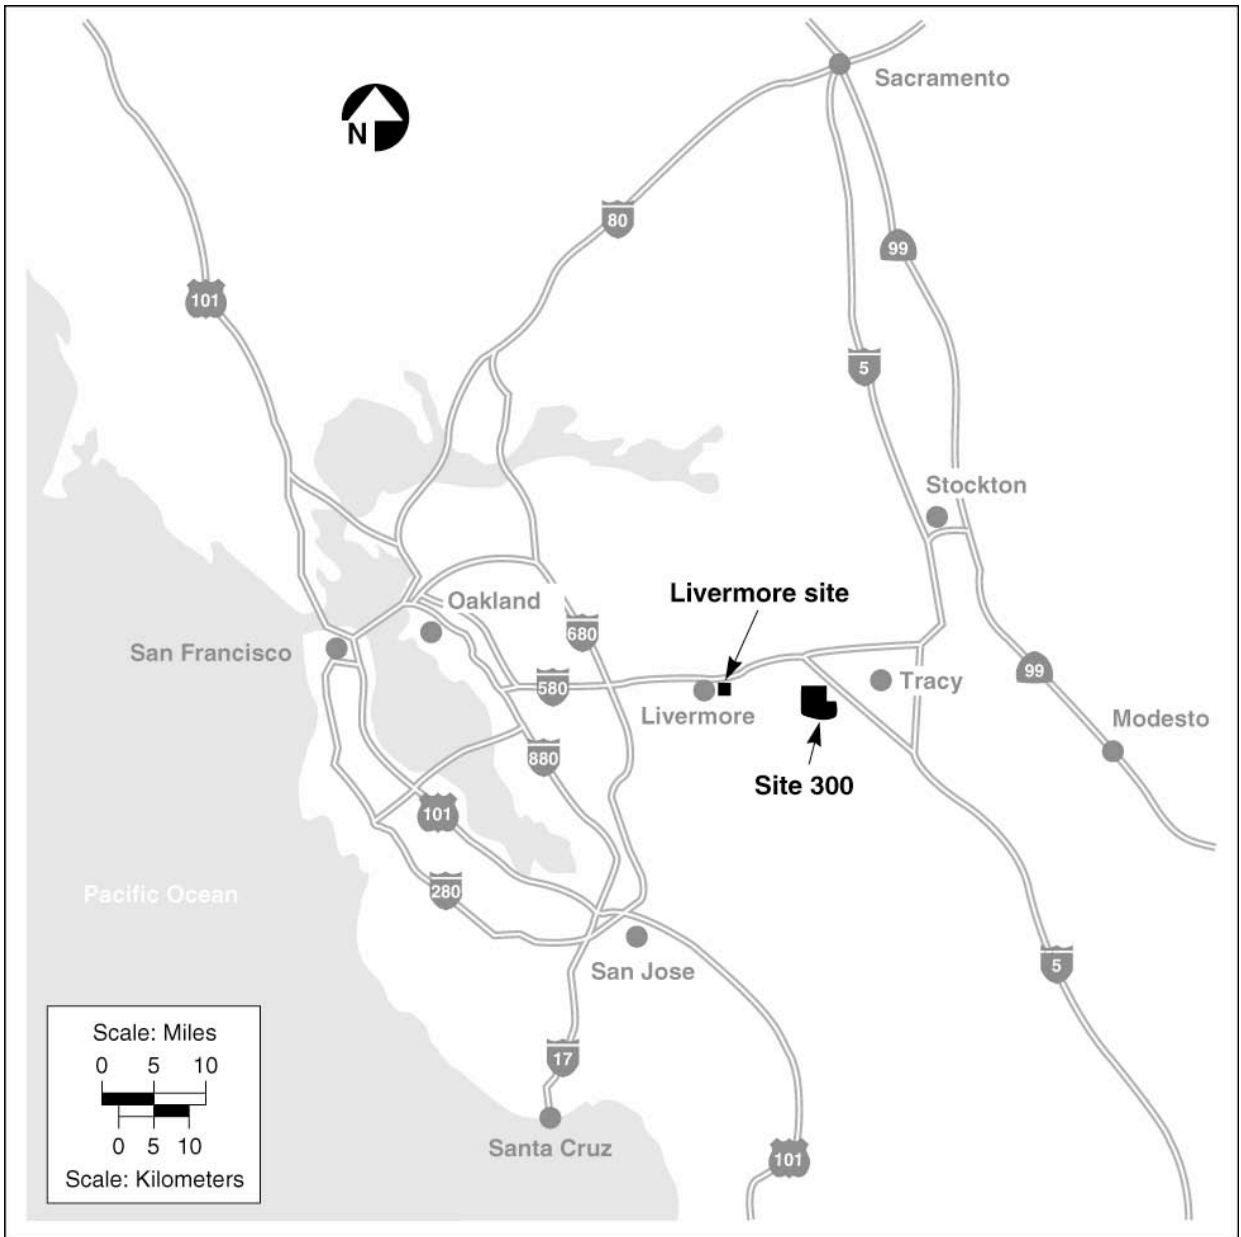 Sacramento
N
80
99
101
5
Stockton
Livermore site
Oakland
680
San Francisco
580
99
Tracy
Livermore
Modesto
880
Site 300
101
280
Pacific Ocean
5
San Jose
Scale: Miles
0 5 10
17
0 5 10
Santa Cruz
101
Scale: Kilometers